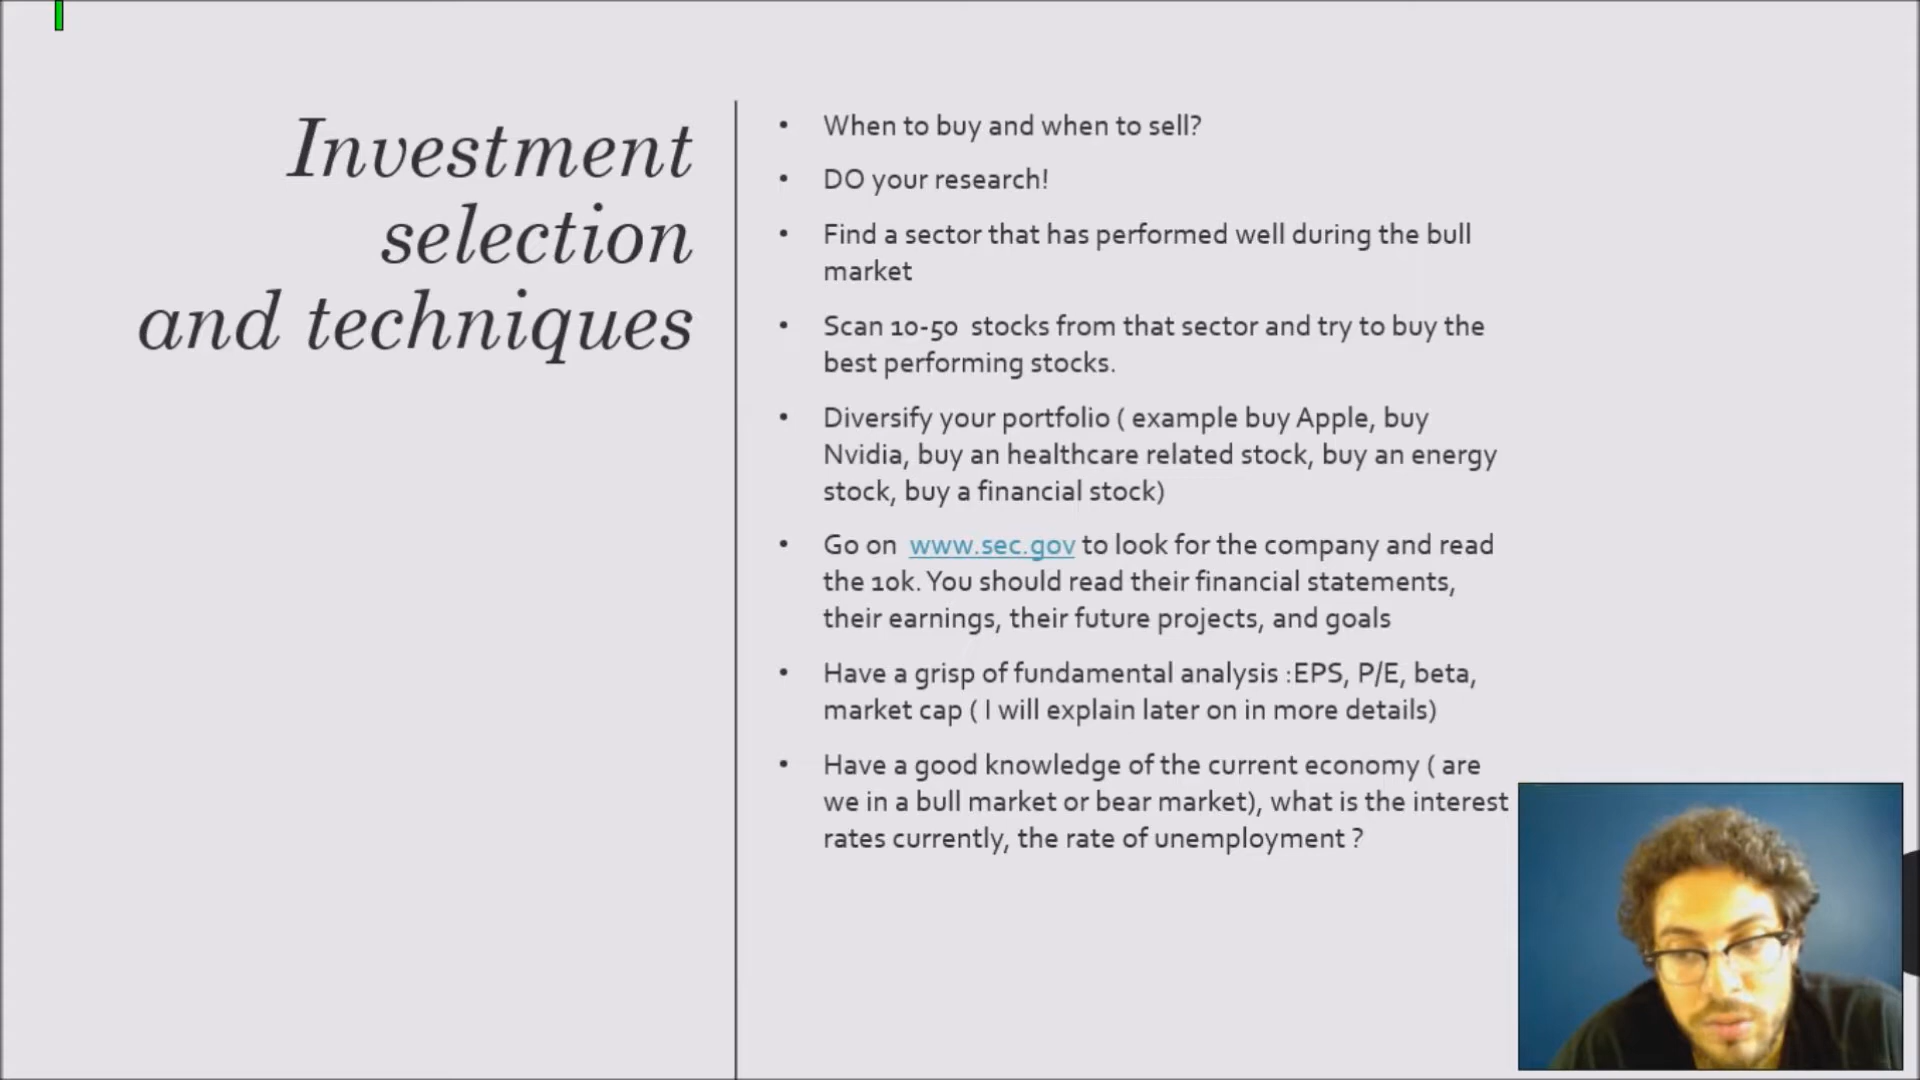 Investment
selection
and techniques
• When to buy and when to sell?
• DO your research!
• Find a sector that has performed well during the bull
market
• Scan 10-50 stocks from that sector and try to buy the
best performing stocks.
• Diversify your portfolio ( example buy Apple, buy
Nvidia, buy an healthcare related stock, buy an energy
stock, buy a financial stock)
• Go on www.sec.gov to look for the company and read
the 10k. You should read their financial statements,
their earnings, their future projects, and goals
• Have a grisp of fundamental analysis :EPS, P/E, beta,
market cap ( I will explain later on in more details)
• Have a good knowledge of the current economy ( are
we in a bull market or bear market), what is the interest
rates currently, the rate of unemployment ?